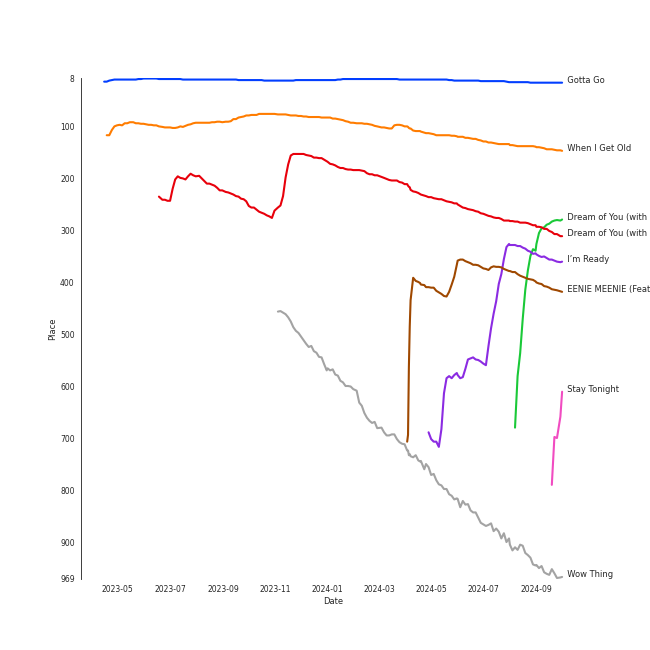 8
100
200
300
400
500
600
700
800
900
969
Place
2023-05
2023-07
2023-09
2023-11
2024-01
2024-03
2024-05
2024-07
2024-09
Date
Gotta Go
When I Get Old
Dream of You (with
Dream of You (with
I'm Ready
EENIE MEENIE (Feat
Stay Tonight
Wow Thing